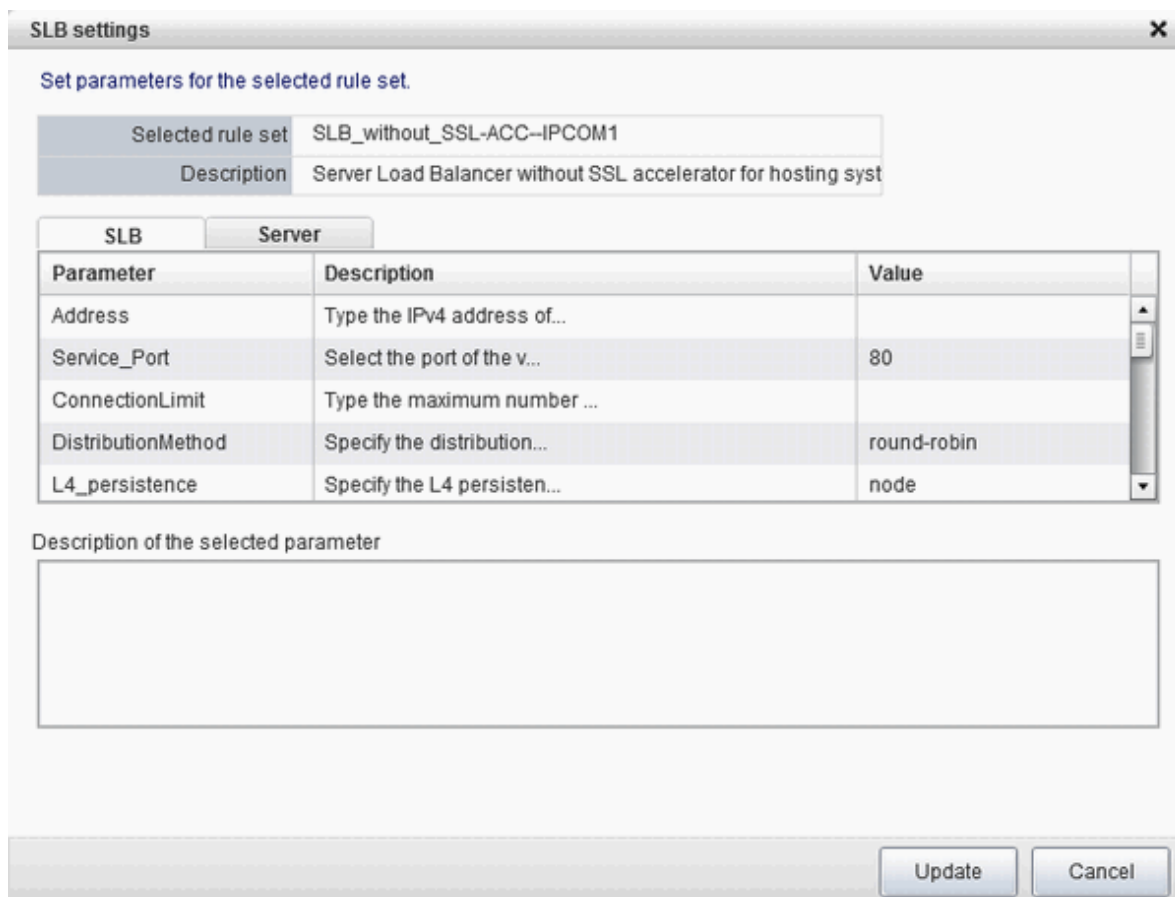 SLB settings
Set parameters for the selected rule set.
Selected rule set SLB_without_SSL-ACC--IPCOM1
Description Server Load Balancer without SSL accelerator for hosting syst
SLB Server
Parameter Description Value
Address Type the IPv4 address of...
Service_Port Select the port of the v... 80
ConnectionLimit Type the maximum number ...
DistributionMethod Specify the distribution... round-robin
L4_persistence Specify the L4 persisten... node
Description of the selected parameter
Update Cancel